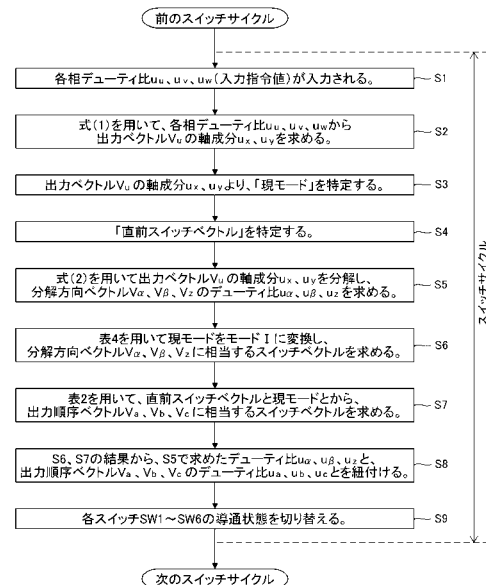 前のスイッチサイクル
各相デューティ比uu、uv、uw(入力指令値)が入力される。
S1
式(1)を用いて、各相デューティ比uu、uv、uwから
出力ベクトルVuの軸成分ux、uyを求める。
S2
出力ベクトルVuの軸成分ux、uyより、「現モード」を特定する。
S3
「直前スイッチベクトル」を特定する。
S4
式(2)を用いて出力ベクトルVuの軸成分ux、uyを分解し、
分解方向ベクトルVα、Vβ、Vzのデューティ比uα、uβ、uzを求める。
S5
表4を用いて現モードをモードⅠに変換し、
分解方向ベクトルVα、Vβ、Vzに相当するスイッチベクトルを求める。
S6
表2を用いて、直前スイッチベクトルと現モードとから、
出力順序ベクトルVa、Vb、Vcに相当するスイッチベクトルを求める。
S7
S6、S7の結果から、S5で求めたデューティ比uα、uβ、uzと、
出力順序ベクトルVa、Vb、Vcのデューティ比ua、ub、ucとを紐付ける。
S8
各スイッチSW1～SW6の導通状態を切り替える。
S9
次のスイッチサイクル
スイッチサイクル